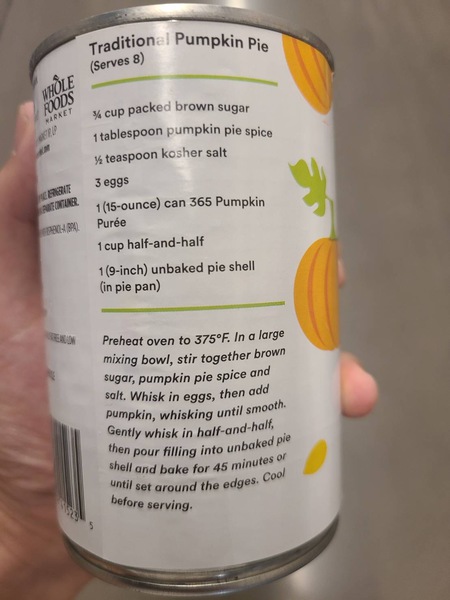 Traditional Pumpkin Pie
(Serves 8)
¾ cup packed brown sugar
1 tablespoon pumpkin pie spice
½ teaspoon kosher salt
3 eggs
1 (15-ounce) can 365 Pumpkin
Purée
1 cup half-and-half
1 (9-inch) unbaked pie shell
(in pie pan)
Preheat oven to 375°F. In a large
mixing bowl, stir together brown
sugar, pumpkin pie spice and
salt. Whisk in eggs, then add
pumpkin, whisking until smooth.
Gently whisk in half-and-half,
then pour filling into unbaked pie
shell and bake for 45 minutes or
until set around the edges. Cool
before serving.
WHOLE
FOODS
MARKET
REFRIGERATE
CONTAINER.
(BPA).
5